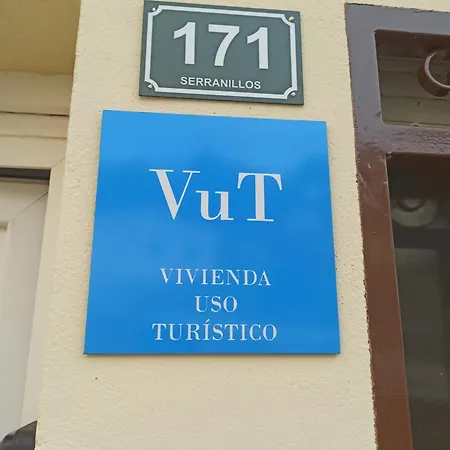 171
SERRANILLOS
VuT
VIVIENDA
USO
TURÍSTICO